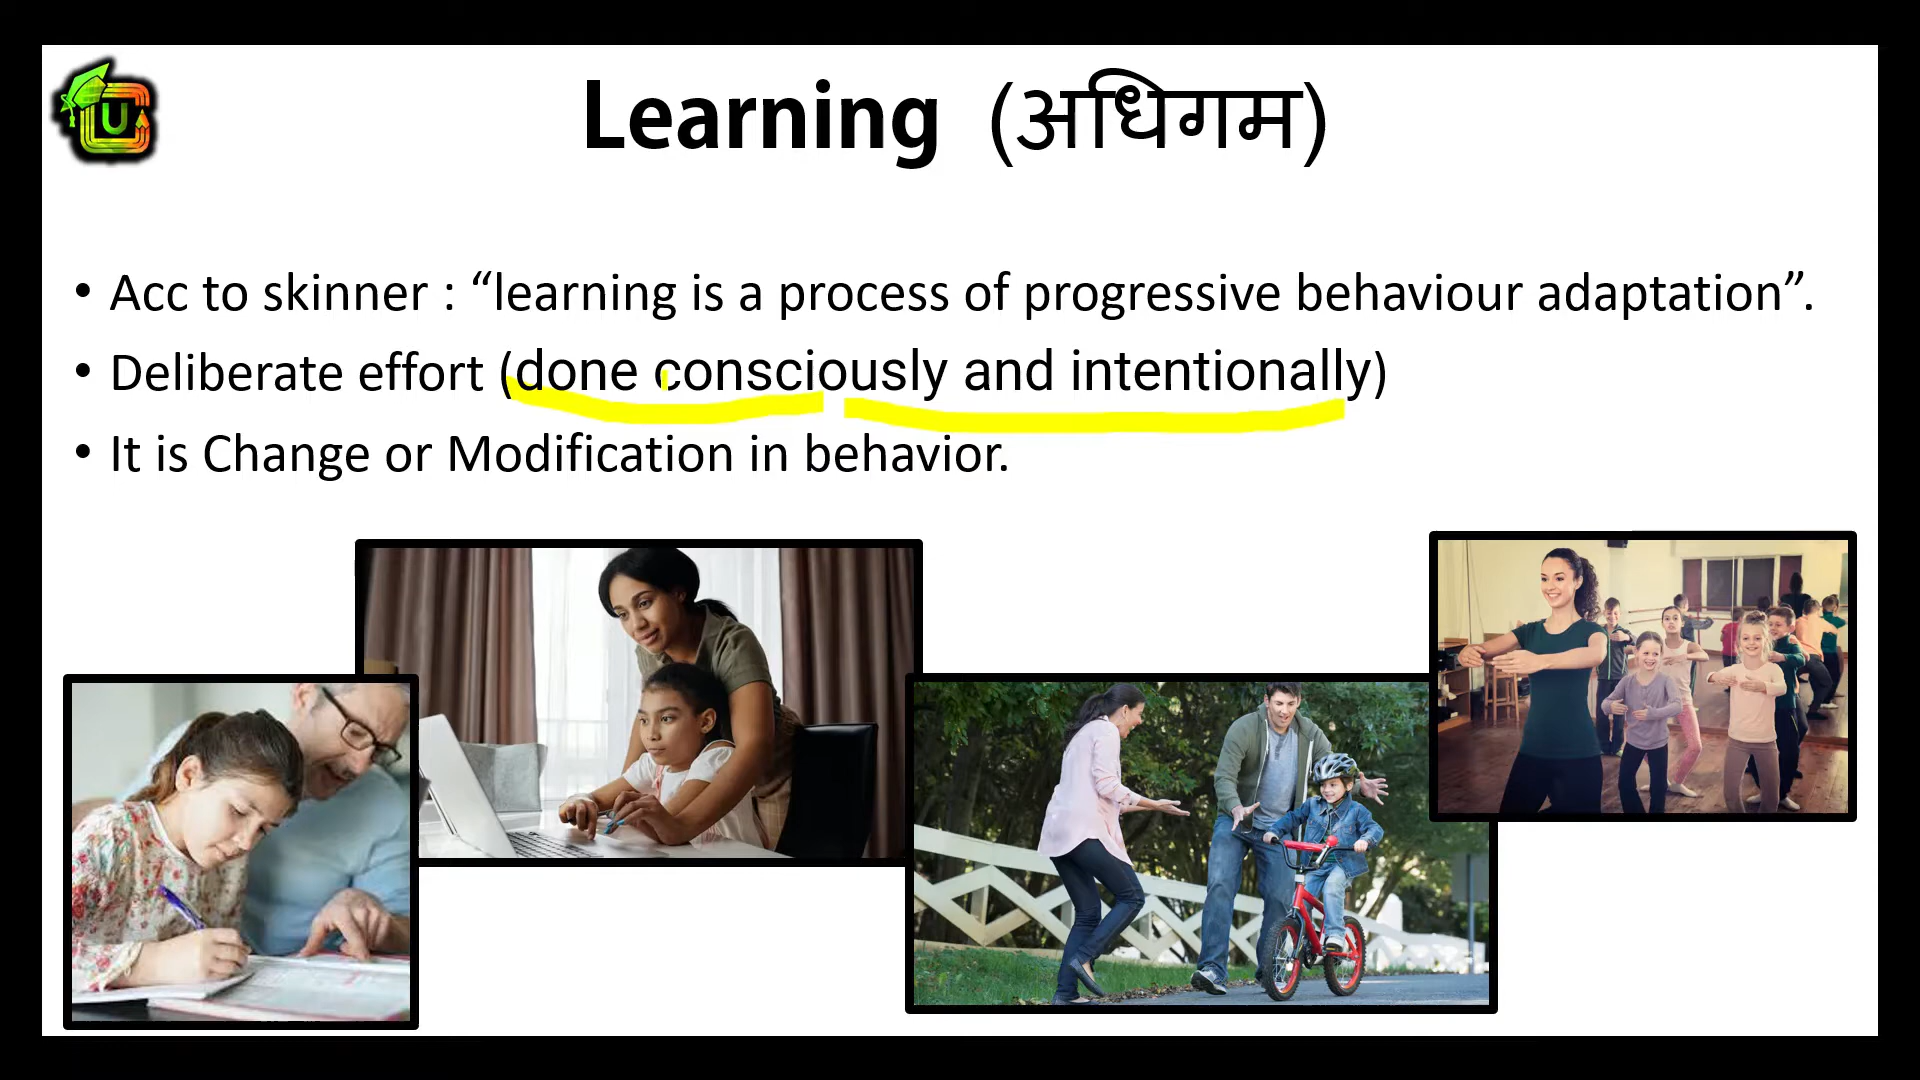 U
Learning (अधिगम)
• Acc to skinner : “learning is a process of progressive behaviour adaptation”.
• Deliberate effort (done consciously and intentionally)
• It is Change or Modification in behavior.